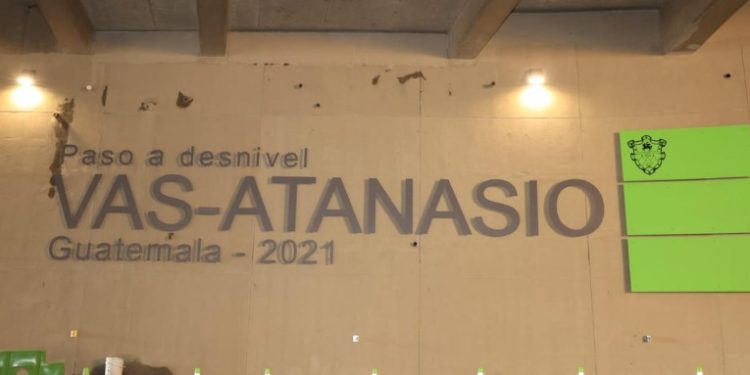 Paso a desnivel
VAS-ATANASIO
Guatemala - 2021